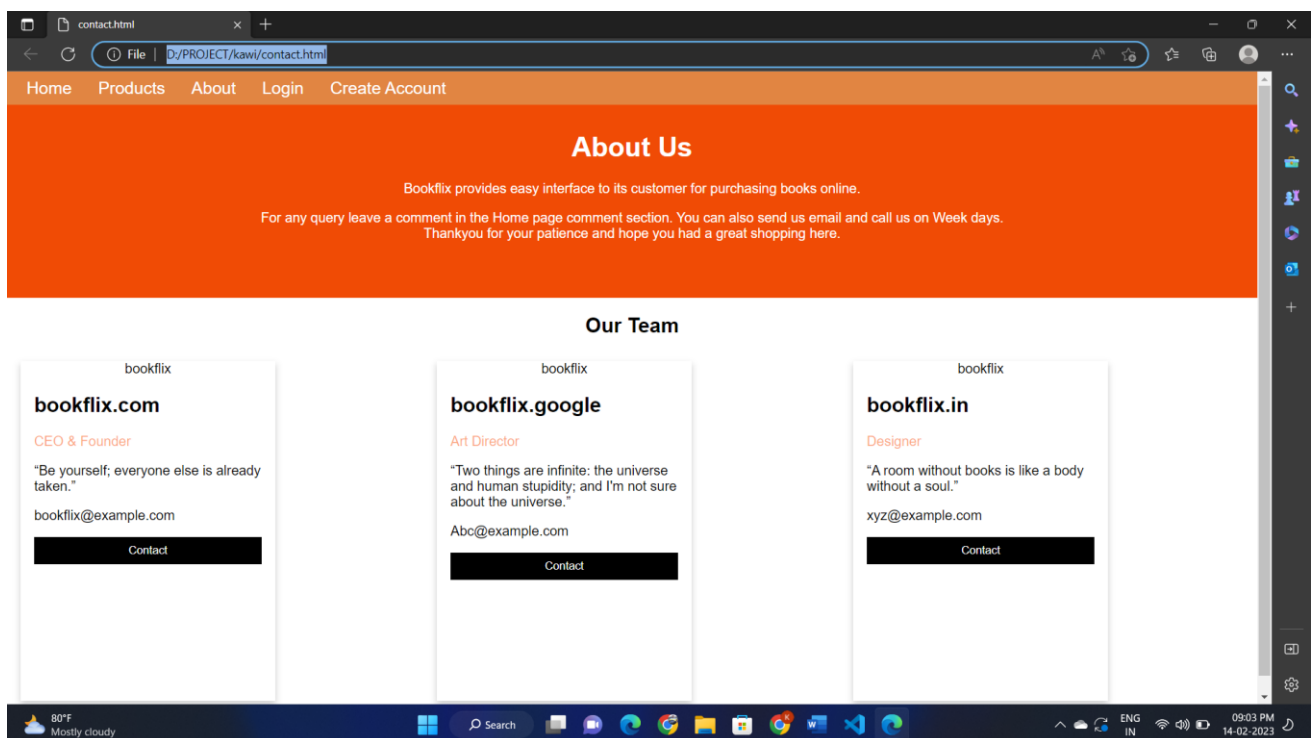 contact.html
File
D:/PROJECT/kawi/contact.html
Home Products About Login Create Account
About Us
Bookflix provides easy interface to its customer for purchasing books online.
For any query leave a comment in the Home page comment section. You can also send us email and call us on Week days.
Thankyou for your patience and hope you had a great shopping here.
Our Team
bookflix
bookflix.com
CEO & Founder
“Be yourself; everyone else is already
taken.”
bookflix@example.com
Contact
bookflix
bookflix.google
Art Director
“Two things are infinite: the universe
and human stupidity; and I'm not sure
about the universe.”
Abc@example.com
Contact
bookflix
bookflix.in
Designer
“A room without books is like a body
without a soul.”
xyz@example.com
Contact
80°F
Mostly cloudy
Search
ENG
IN
09:03 PM
14-02-2023